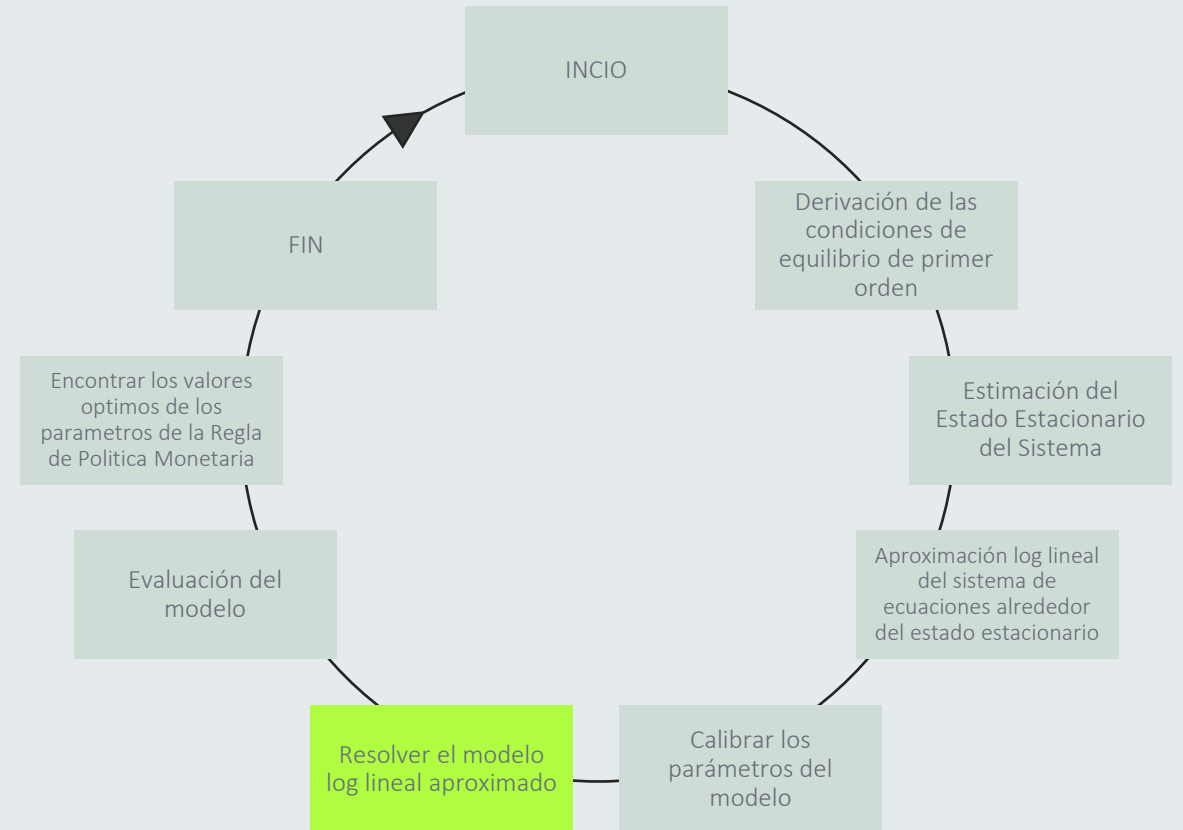 INCIO
Derivación de las
condiciones de
equilibrio de primer
orden
Estimación del
Estado Estacionario
del Sistema
Aproximación log lineal
del sistema de
ecuaciones alrededor
del estado estacionario
Calibrar los
parámetros del
modelo
Resolver el modelo
log lineal aproximado
Evaluación del
modelo
Encontrar los valores
optimos de los
parametros de la Regla
de Politica Monetaria
FIN